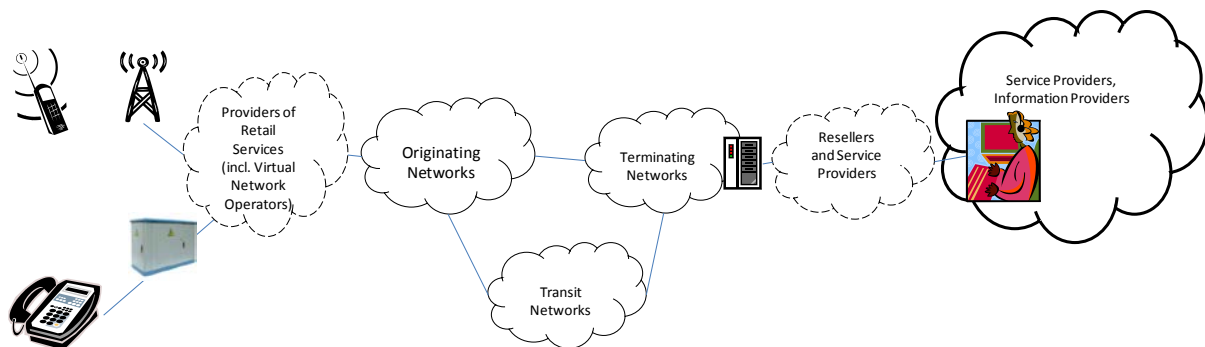 Providers of
Retail
Services
(incl. Virtual
Network
Operators)
Originating
Networks
Terminating
Networks
Transit
Networks
Resellers
and Service
Providers
Service Providers,
Information Providers